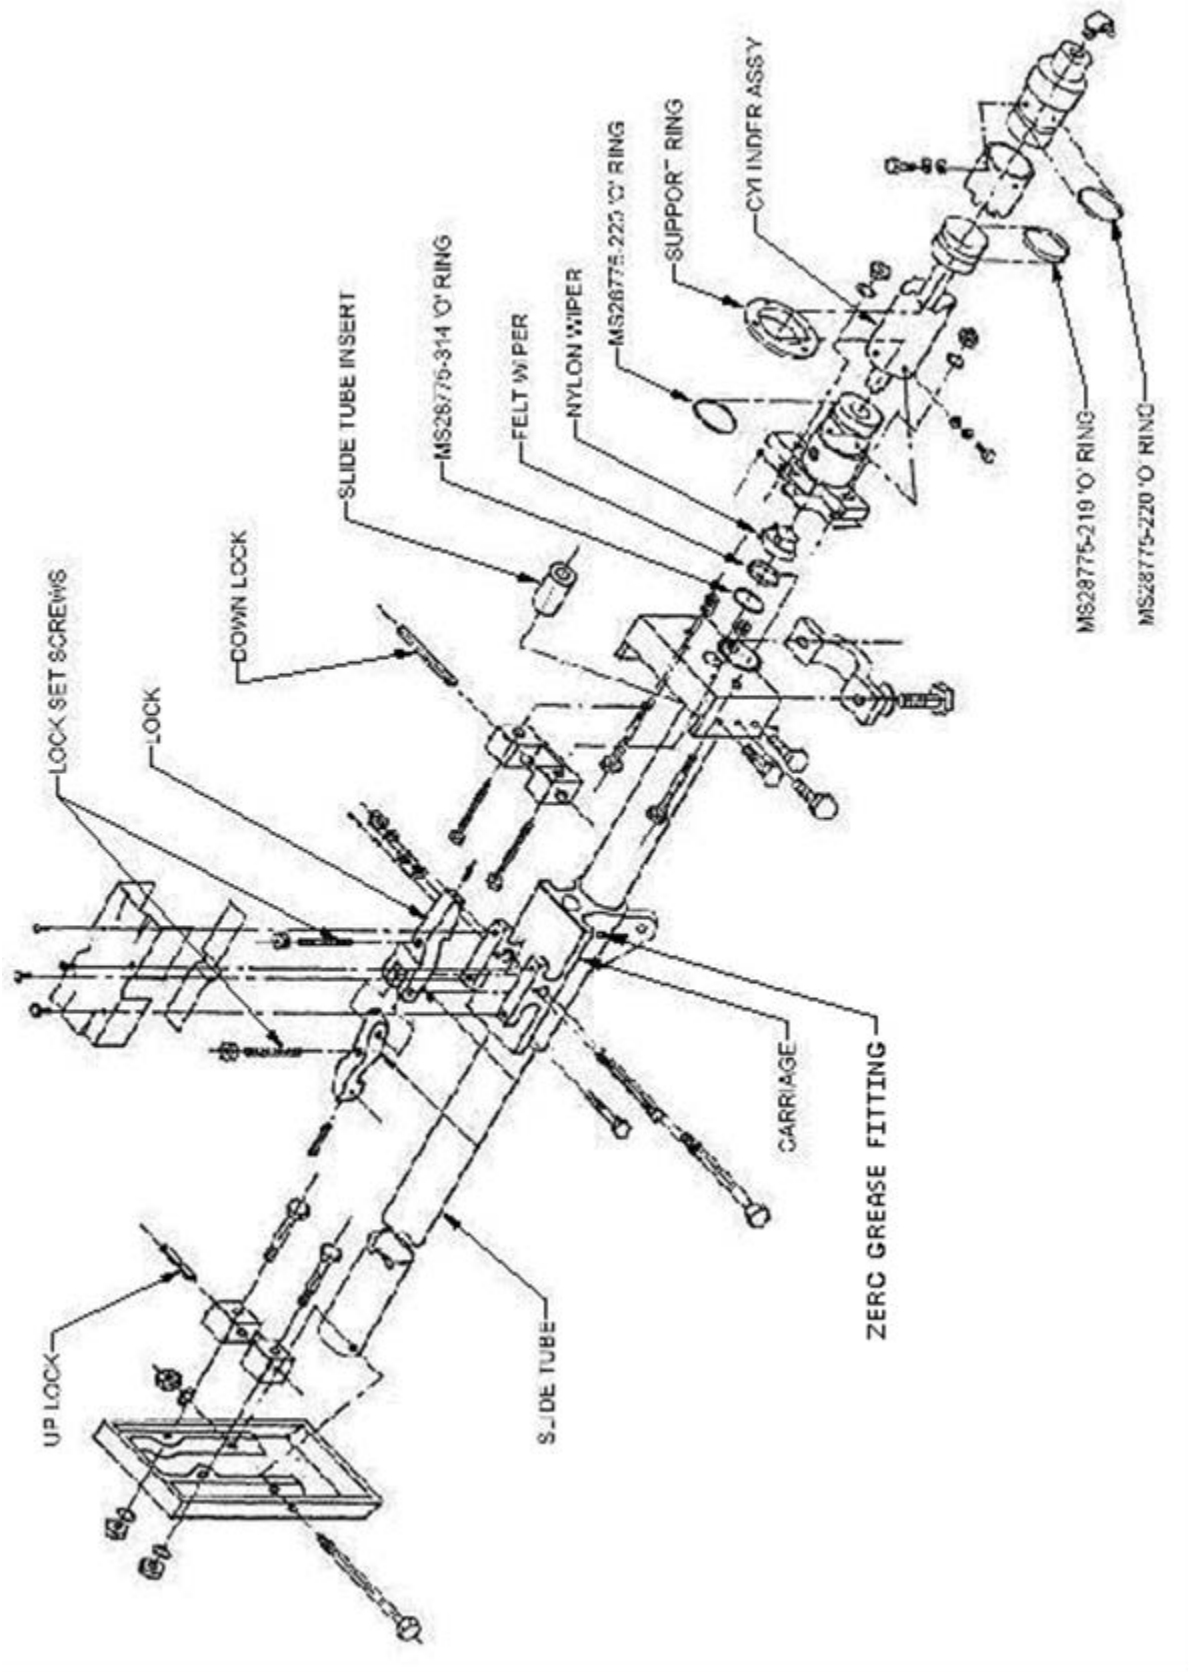 UP LOCK
LOCK SET SCREWS
LOCK
DOWN LOCK
SLIDE TUBE INSERT
MS28775-314 'O' RING
FELT WIPER
SLIDE TUBE
NYLON WIPER
'O' RING
SUPPORT RING
CYLINDER ASSY
CARRIAGE
ZERC GREASE FITTING
MS28775-219 'O' RING
MS28775-220 'O' RING